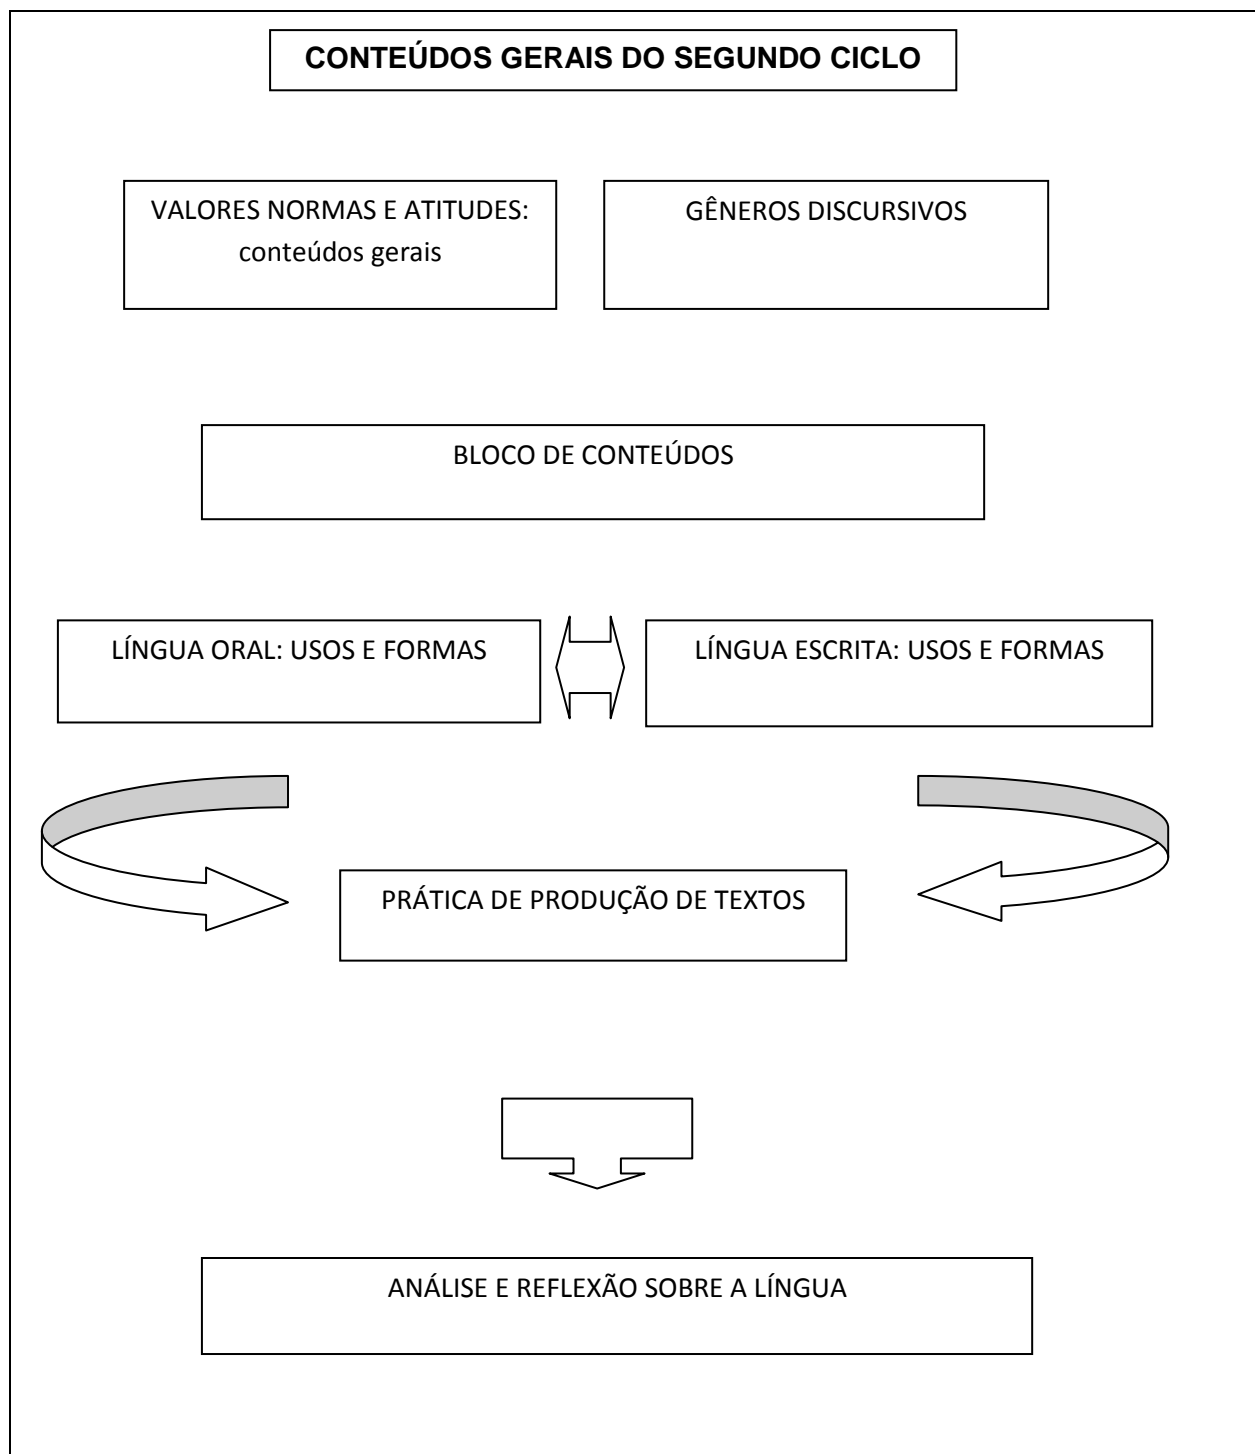 CONTEÚDOS GERAIS DO SEGUNDO CICLO
VALORES NORMAS E ATITUDES:
conteúdos gerais
GÊNEROS DISCURSIVOS
BLOCO DE CONTEÚDOS
LÍNGUA ORAL: USOS E FORMAS
LÍNGUA ESCRITA: USOS E FORMAS
PRÁTICA DE PRODUÇÃO DE TEXTOS
ANÁLISE E REFLEXÃO SOBRE A LÍNGUA